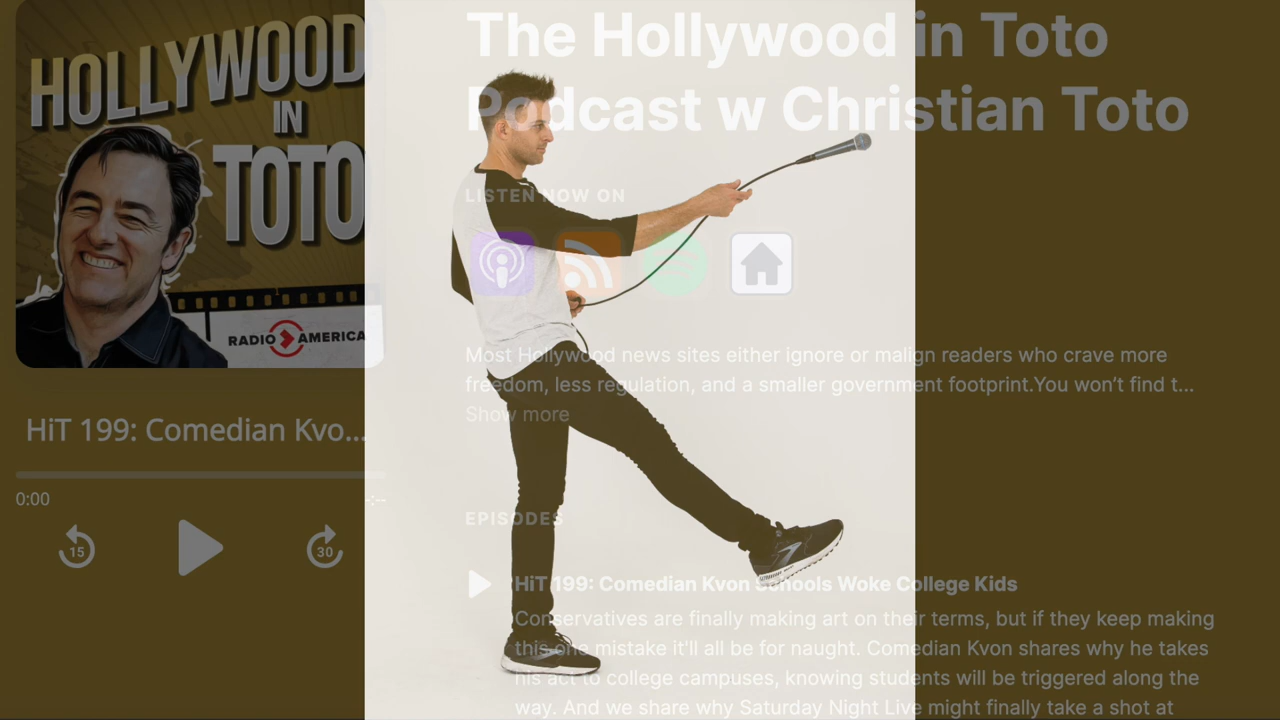 HOLLYWOOD
IN
TOTO
RADIO AMERICA
HiT 199: Comedian Kvo...
0:00
-:--
15
30
The Hollywood in Toto
Podcast w Christian Toto
LISTEN NOW ON
Most Hollywood news sites either ignore or malign readers who crave more
freedom, less regulation, and a smaller government footprint.You won't find t...
Show more
EPISODES
HiT 199: Comedian Kvon Schools Woke College Kids
Conservatives are finally making art on their terms, but if they keep making
this one mistake it'll all be for naught. Comedian Kvon shares why he takes
his act to college campuses, knowing students will be triggered along the
way. And we share why Saturday Night Live might finally take a shot at